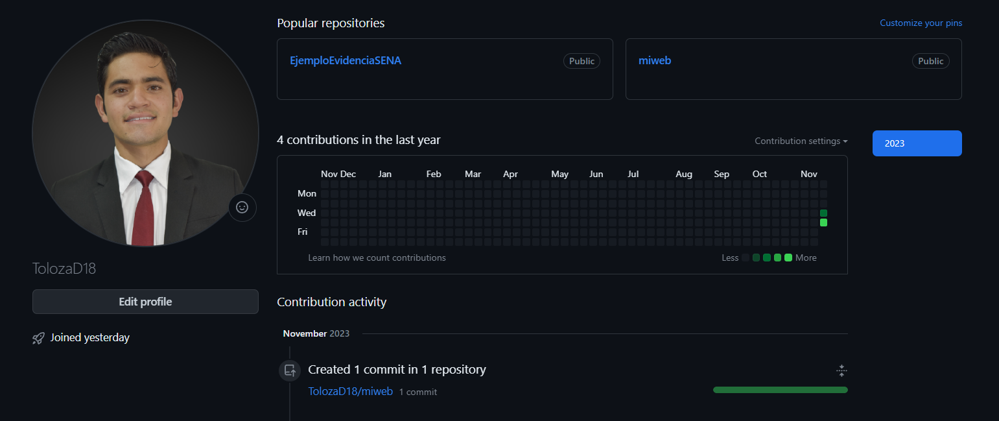 Popular repositories
Customize your pins
EjemploEvidenciaSENA
Public
miweb
Public
4 contributions in the last year
Contribution settings
2023
Nov Dec Jan Feb Mar Apr May Jun Jul Aug Sep Oct Nov
Mon
Wed
Fri
Learn how we count contributions
Less
More
TolozaD18
Edit profile
Joined yesterday
Contribution activity
November 2023
Created 1 commit in 1 repository
TolozaD18/miweb 1 commit